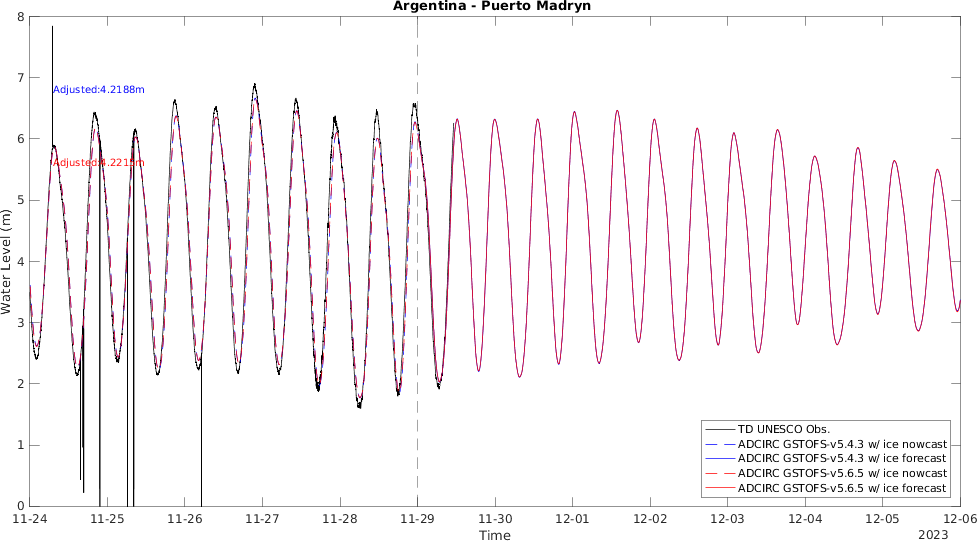 Argentina - Puerto Madryn
8
7
6
5
4
3
2
1
0
Water Level (m)
Adjusted:4.2188m
TD UNESCO Obs.
ADCIRC GSTOFS-v5.4.3 w/ ice nowcast
ADCIRC GSTOFS-v5.4.3 w/ ice forecast
ADCIRC GSTOFS-v5.6.5 w/ ice nowcast
ADCIRC GSTOFS-v5.6.5 w/ ice forecast
11-24 11-25 11-26 11-27 11-28 11-29 11-30 12-01 12-02 12-03 12-04 12-05 12-06
Time
2023